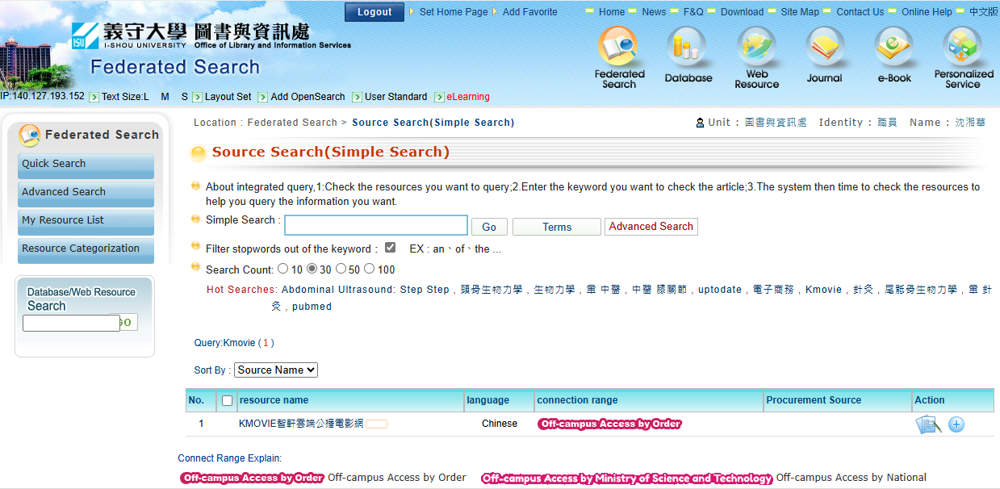 Logout Set Home Page Add Favorite Home News F&Q Download Site Map Contact Us Online Help 中文版
ISU 義守大學 圖書與資訊處
I-SHOU UNIVERSITY Office of Library and Information Services
Federated Search
Federated Search Database Web Resource Journal e-Book Personalized Service
IP:140.127.193.152 Text Size:L M S Layout Set Add OpenSearch User Standard eLearning
Location : Federated Search > Source Search(Simple Search) Unit : 圖書與資訊處 Identity : 職員 Name : 沈湘華
Federated Search
Quick Search
Advanced Search
My Resource List
Resource Categorization
Database/Web Resource
Search
GO
Source Search(Simple Search)
About integrated query,1:Check the resources you want to query;2.Enter the keyword you want to check the article;3.The system then time to check the resources to
help you query the information you want.
Simple Search : Go Terms Advanced Search
Filter stopwords out of the keyword : EX : an、of、the ...
Search Count: 10 30 50 100
Hot Searches: Abdominal Ultrasound: Step Step , 頭骨生物力學 , 生物力學 , 軍 中醫 , 中醫 膝關節 , uptodate , 電子商務 , Kmovie , 針灸 , 尾骶骨生物力學 , 軍 針
灸 , pubmed
Query:Kmovie ( 1 )
Sort By : Source Name
No. resource name language connection range Procurement Source Action
1 KMOVIE智軒雲端公播電影網 Chinese Off-campus Access by Order
Connect Range Explain:
Off-campus Access by Order Off-campus Access by Order Off-campus Access by Ministry of Science and Technology Off-campus Access by National